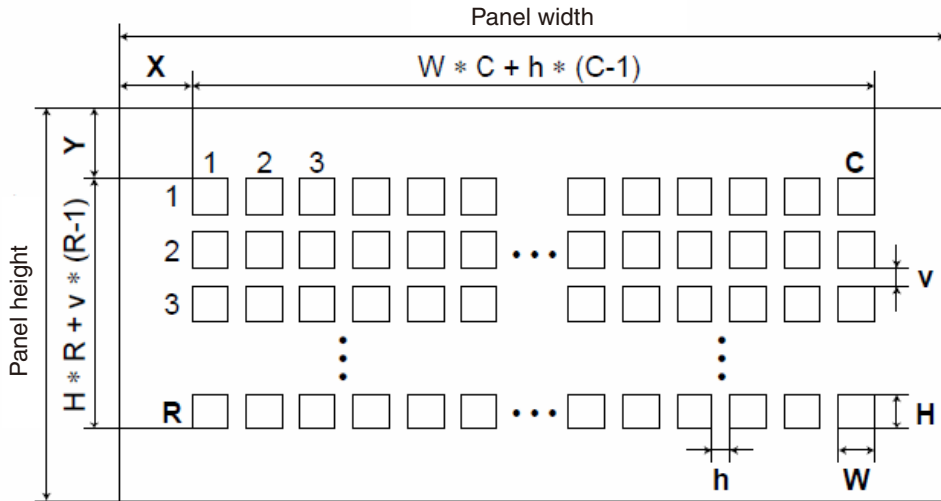 Panel width
X
W * C + h * (C-1)
Y
1 2 3 C
1
2
3
R
v
H
h
W
Panel height
H * R + v * (R-1)